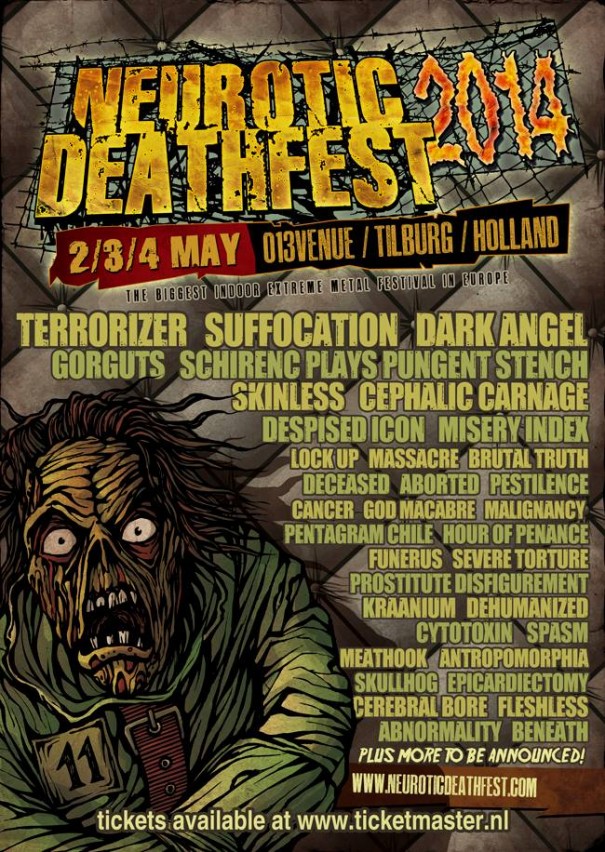 NEUROTIC
DEATHFEST 2014
2/3/4 MAY 013VENUE / TILBURG / HOLLAND
THE BIGGEST INDOOR EXTREME METAL FESTIVAL IN EUROPE
TERRORIZER SUFFOCATION DARK ANGEL
GORGUTS SCHIRENC PLAYS PUNGENT STENCH
SKINLESS CEPHALIC CARNAGE
DESPISED ICON MISERY INDEX
LOCK UP MASSACRE BRUTAL TRUTH
DECEASED ABORTED PESTILENCE
CANCER GOD MACABRE MALIGNANCY
PENTAGRAM CHILE HOUR OF PENANCE
FUNERUS SEVERE TORTURE
PROSTITUTE DISFIGUREMENT
KRAANIUM DEHUMANIZED
CYTOTOXIN SPASM
MEATHOOK ANTROPOMORPHIA
SKULLHOG EPICARDIECTOMY
CEREBRAL BORE FLESHLESS
ABNORMALITY BENEATH
PLUS MORE TO BE ANNOUNCED!
11
WWW.NEUROTICDEATHFEST.COM
tickets available at www.ticketmaster.nl